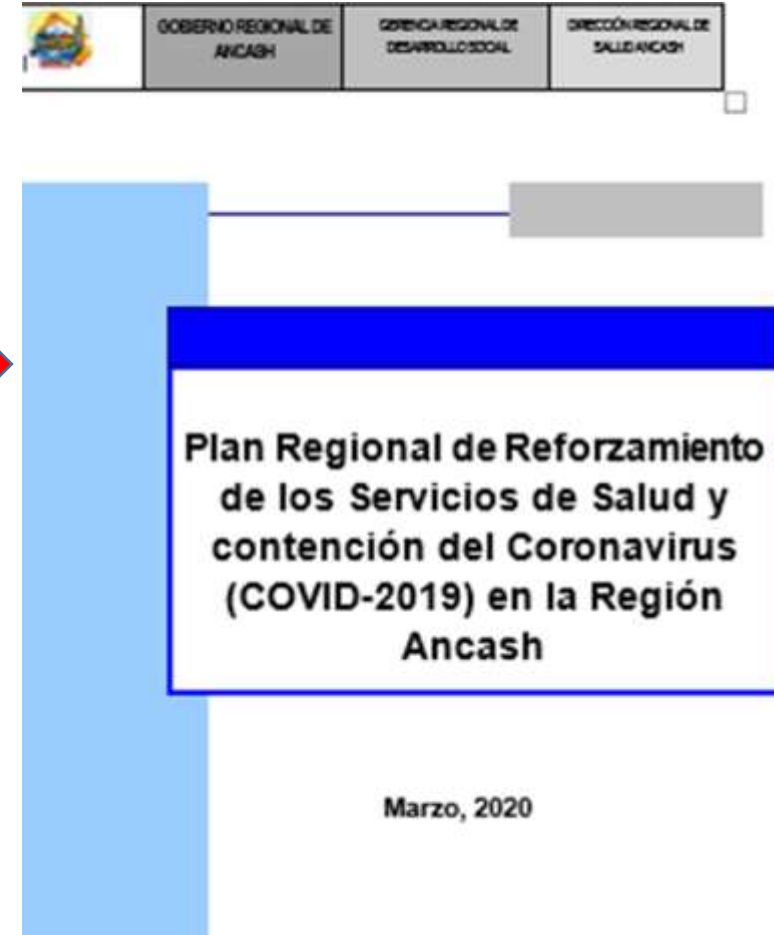 GOBIERNO REGIONAL DE
ANCASH
GERENCIA REGIONAL DE
DESARROLLO SOCIAL
DIRECCIÓN REGIONAL DE
SALUD ANCASH
Plan Regional de Reforzamiento
de los Servicios de Salud y
contención del Coronavirus
(COVID-2019) en la Región
Ancash
Marzo, 2020